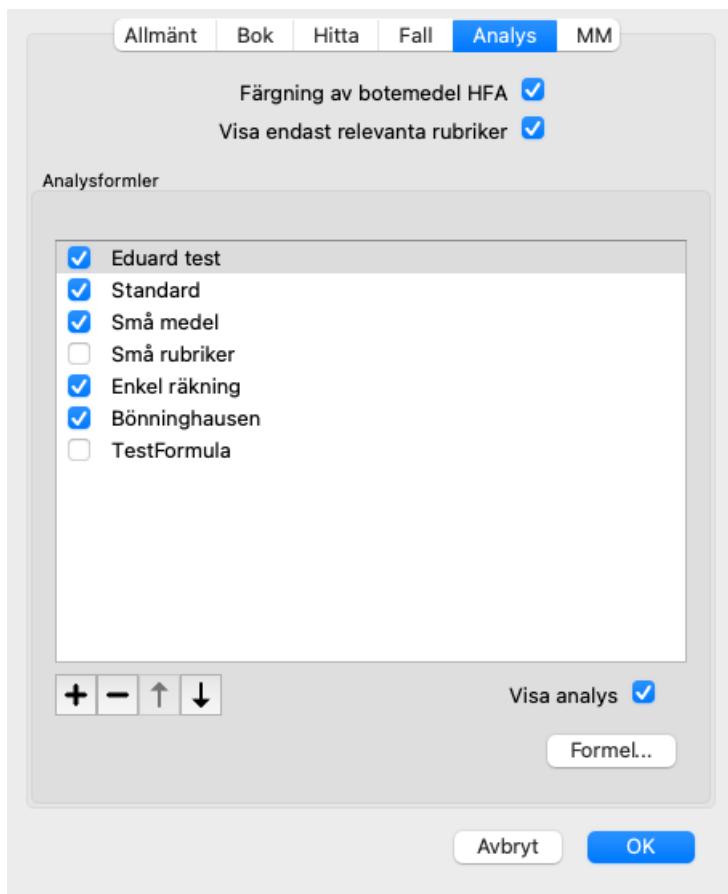 Allmänt Bok Hitta Fall Analys MM
Färgning av botemedel HFA
Visa endast relevanta rubriker
Analysformler
Eduard test
Standard
Små medel
Små rubriker
Enkel räkning
Bönninghausen
TestFormula
Visa analys
Formel...
Avbryt OK